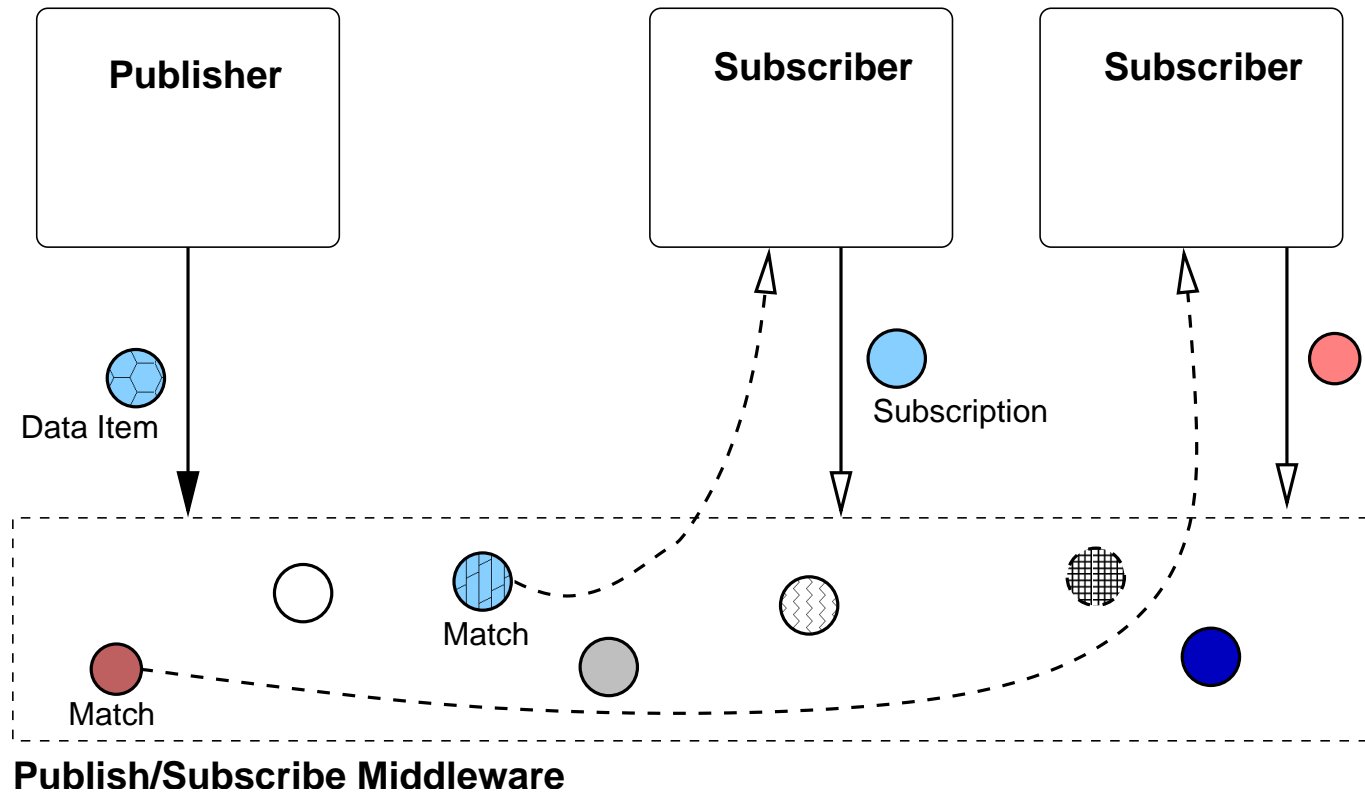 Publisher
Subscriber
Subscriber
Data Item
Subscription
Match
Match
Publish/Subscribe Middleware